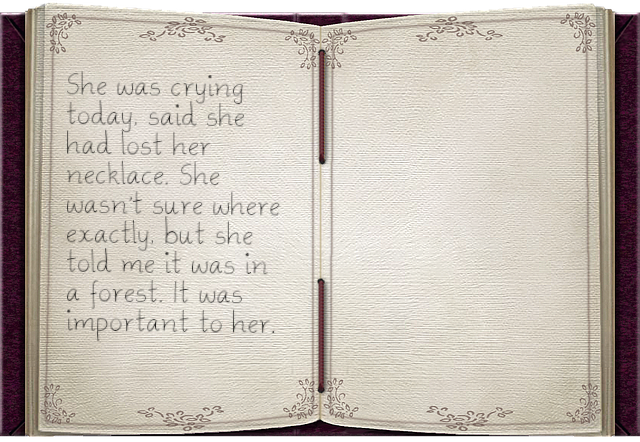 She was crying
today, said she
had lost her
necklace. She
wasn't sure where
exactly, but she
told me it was in
a forest. It was
important to her.